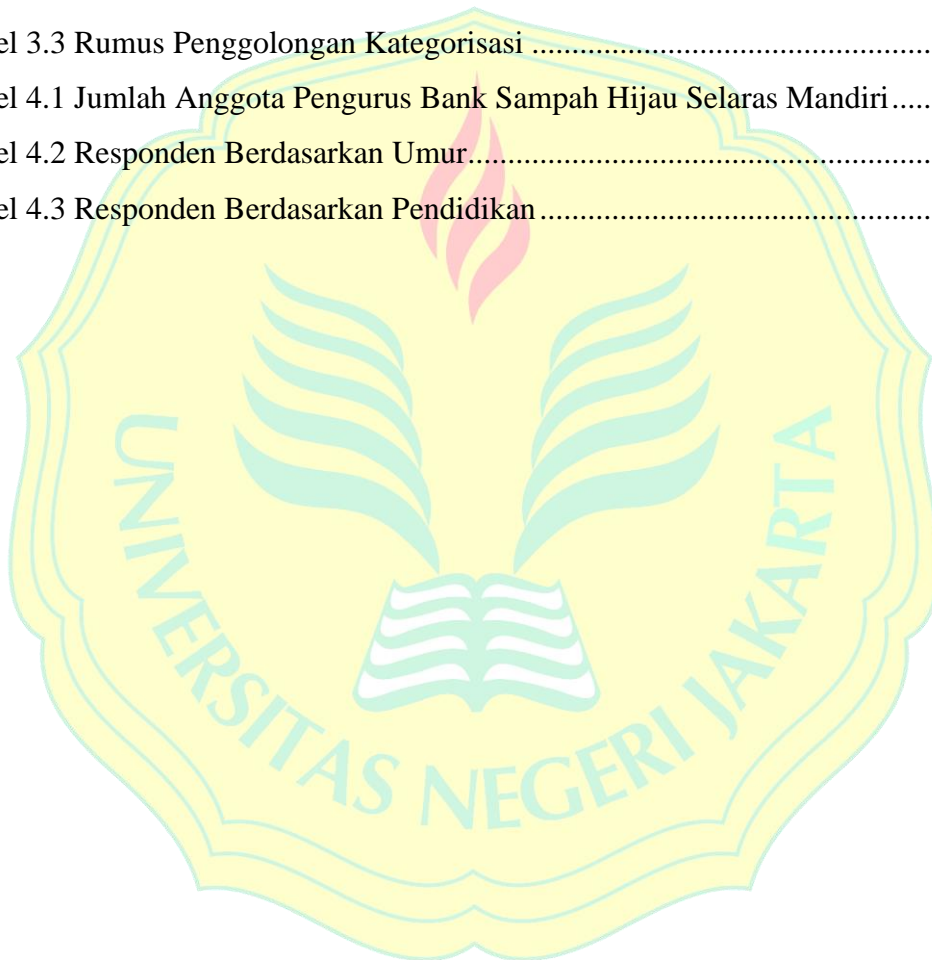 el 3.3 Rumus Penggolongan Kategorisasi ................................................
el 4.1 Jumlah Anggota Pengurus Bank Sampah Hijau Selaras Mandiri.....
el 4.2 Responden Berdasarkan Umur.......................................................
el 4.3 Responden Berdasarkan Pendidikan...............................................
UNIVERSITAS NEGERI JAKARTA